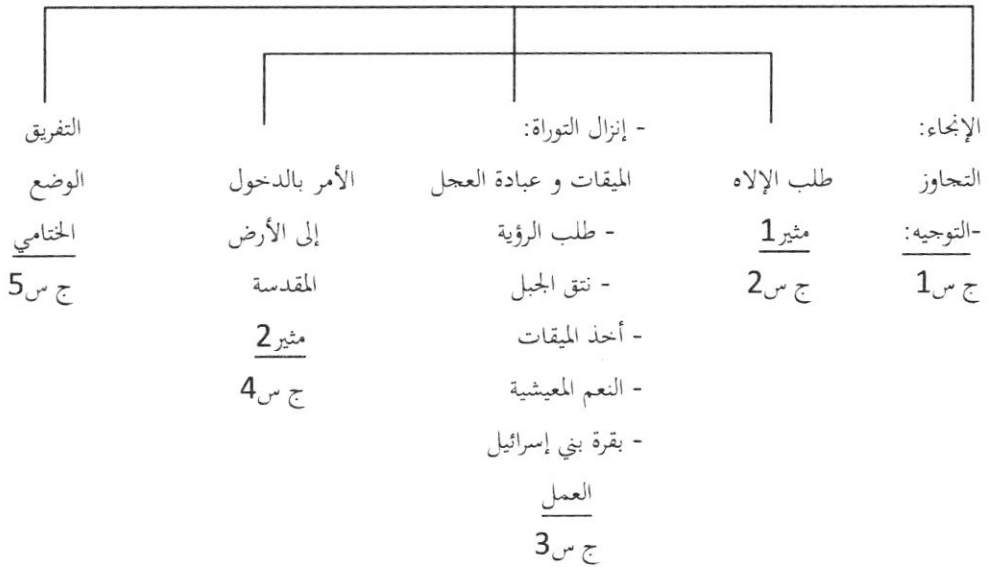 الإنجاء:
التجاوز
-التوجيه:
ج س1
طلب الإلاه
مثير1
ج س2
- إنزال التوراة:
الميقات و عبادة العجل
- طلب الرؤية
- نتق الجبل
- أخذ الميقات
- النعم المعيشية
- بقرة بني إسرائيل
العمل
ج س3
الأمر بالدخول
إلى الأرض
المقدسة
مثير2
ج س4
التفريق
الوضع
الختامي
ج س5